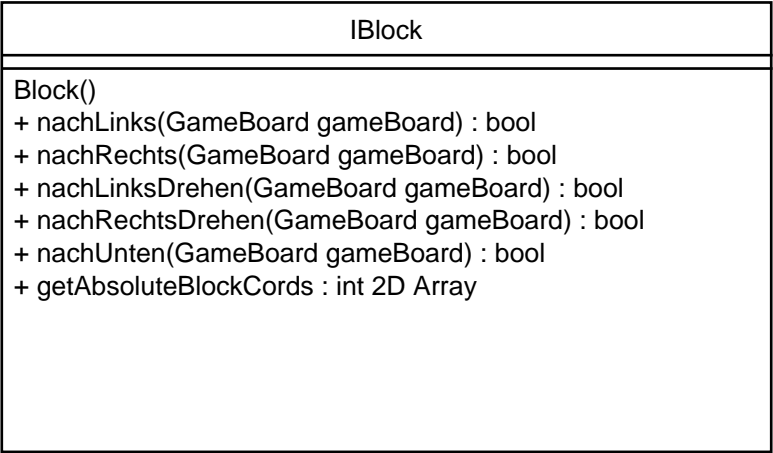 IBlock
Block()
+ nachLinks(GameBoard gameBoard) : bool
+ nachRechts(GameBoard gameBoard) : bool
+ nachLinksDrehen(GameBoard gameBoard) : bool
+ nachRechtsDrehen(GameBoard gameBoard) : bool
+ nachUnten(GameBoard gameBoard) : bool
+ getAbsoluteBlockCords : int 2D Array